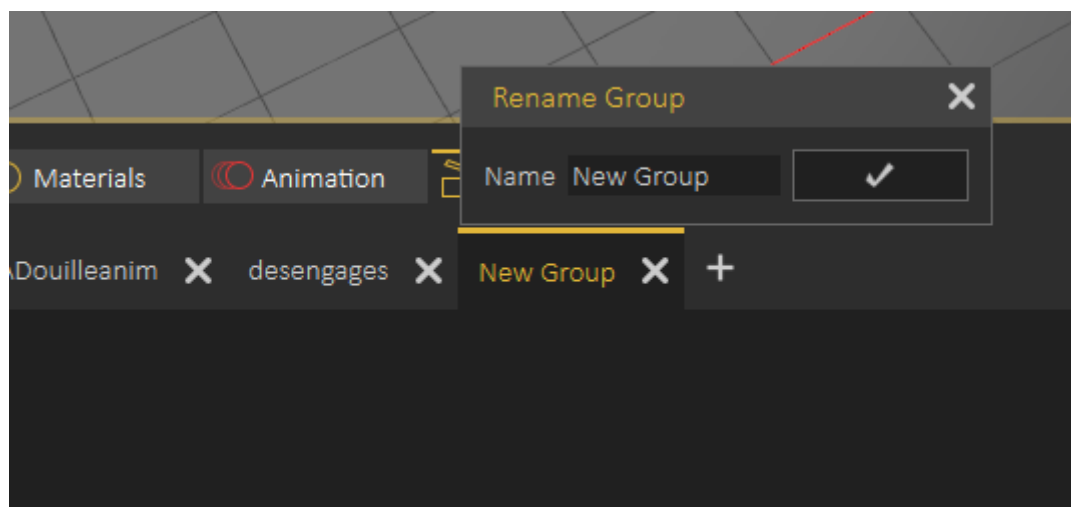 Rename Group
Materials
Animation
Name New Group
Douilleanim
desengages
New Group